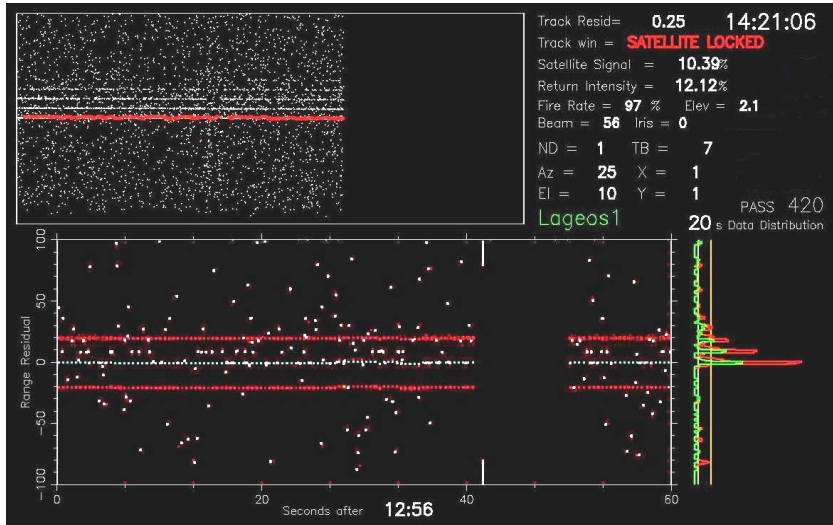 Track Resid= 0.25 14:21:06
Track win = SATELLITE LOCKED
Satellite Signal = 10.39%
Return Intensity = 12.12%
Fire Rate = 97 % Elev = 2.1
Beam = 56 Iris = 0
ND = 1 TB = 7
Az = 25 X = 1
El = 10 Y = 1
PASS 420
Lageos1
20 s Data Distribution
100
50
0
-50
-100
Range Residual
0 20 40 60
Seconds after 12:56